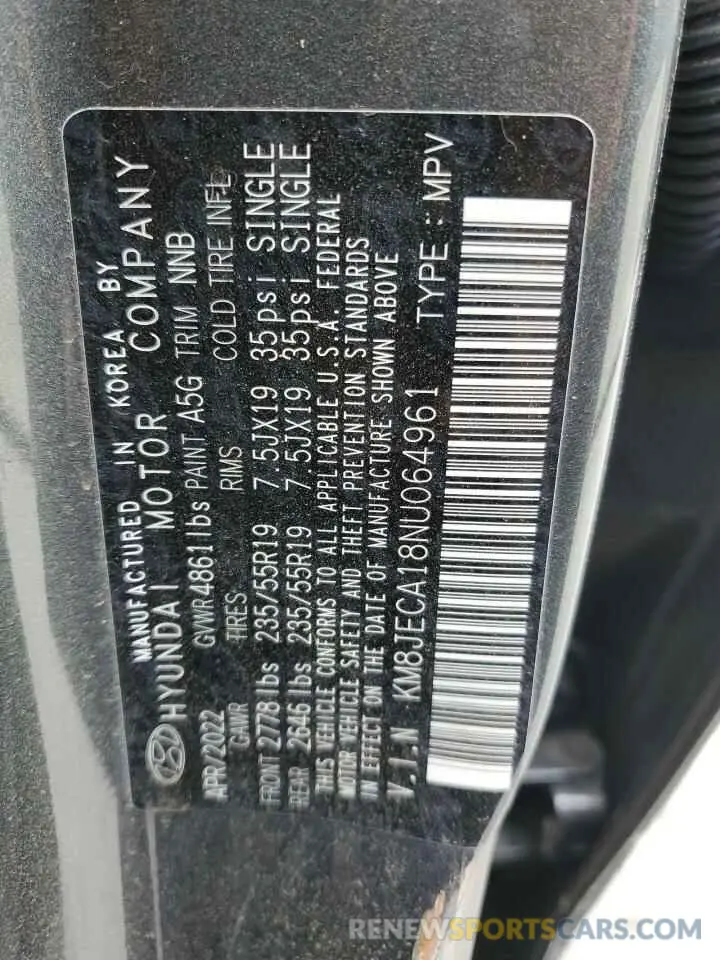 MANUFACTURED IN KOREA BY
HYUNDAI MOTOR COMPANY
APR/2022 GVWR4861lbs PAINT A5G TRIM NNB
GAWR TIRES RIMS COLD TIRE INFL
FRONT 2778lbs 235/55R19 7.5JX19 35psi SINGLE
REAR 2646lbs 235/55R19 7.5JX19 35psi SINGLE
THIS VEHICLE CONFORMS TO ALL APPLICABLE U.S.A. FEDERAL
MOTOR VEHICLE SAFETY AND THEFT PREVENTION STANDARDS
IN EFFECT ON THE DATE OF MANUFACTURE SHOWN ABOVE
V.I.N KM8JECA18NU064961 TYPE : MPV
RENEWSPORTSCARS.COM